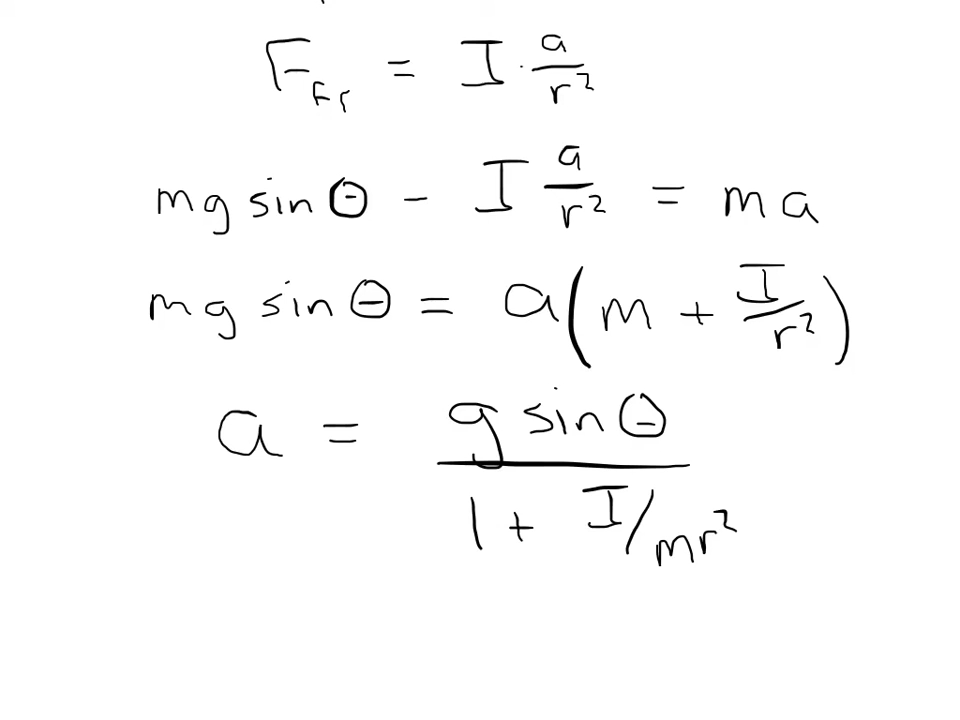 F_Fr = I · a/r²
mg sin θ - I a/r² = ma
mg sin θ = a(m + I/r²)
a = g sin θ / (1 + I/mr²)